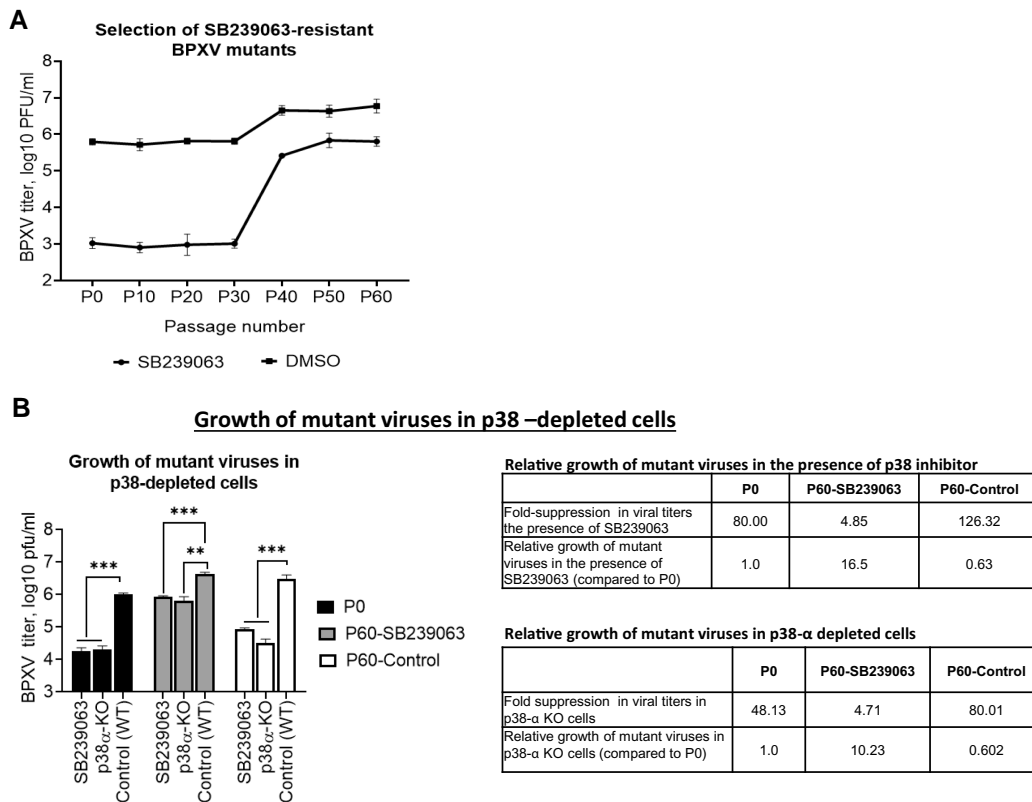 A
Selection of SB239063-resistant
BPXV mutants
BPXV titer, log10 PFU/ml
8
7
6
5
4
3
2
P0 P10 P20 P30 P40 P50 P60
Passage number
SB239063 DMSO
B
Growth of mutant viruses in p38 –depleted cells
Growth of mutant viruses in
p38-depleted cells
BPXV titer, log10 pfu/ml
8
7
6
5
4
3
*** *** ** ***
SB239063 p38α-KO Control (WT) SB239063 p38α-KO Control (WT) SB239063 p38α-KO Control (WT)
P0
P60-SB239063
P60-Control
Relative growth of mutant viruses in the presence of p38 inhibitor
P0 P60-SB239063 P60-Control
Fold-suppression in viral titers
the presence of SB239063
80.00 4.85 126.32
Relative growth of mutant
viruses in the presence of
SB239063 (compared to P0)
1.0 16.5 0.63
Relative growth of mutant viruses in p38-α depleted cells
P0 P60-SB239063 P60-Control
Fold suppression in viral titers in
p38-α KO cells
48.13 4.71 80.01
Relative growth of mutant viruses in
p38-α KO cells (compared to P0)
1.0 10.23 0.602